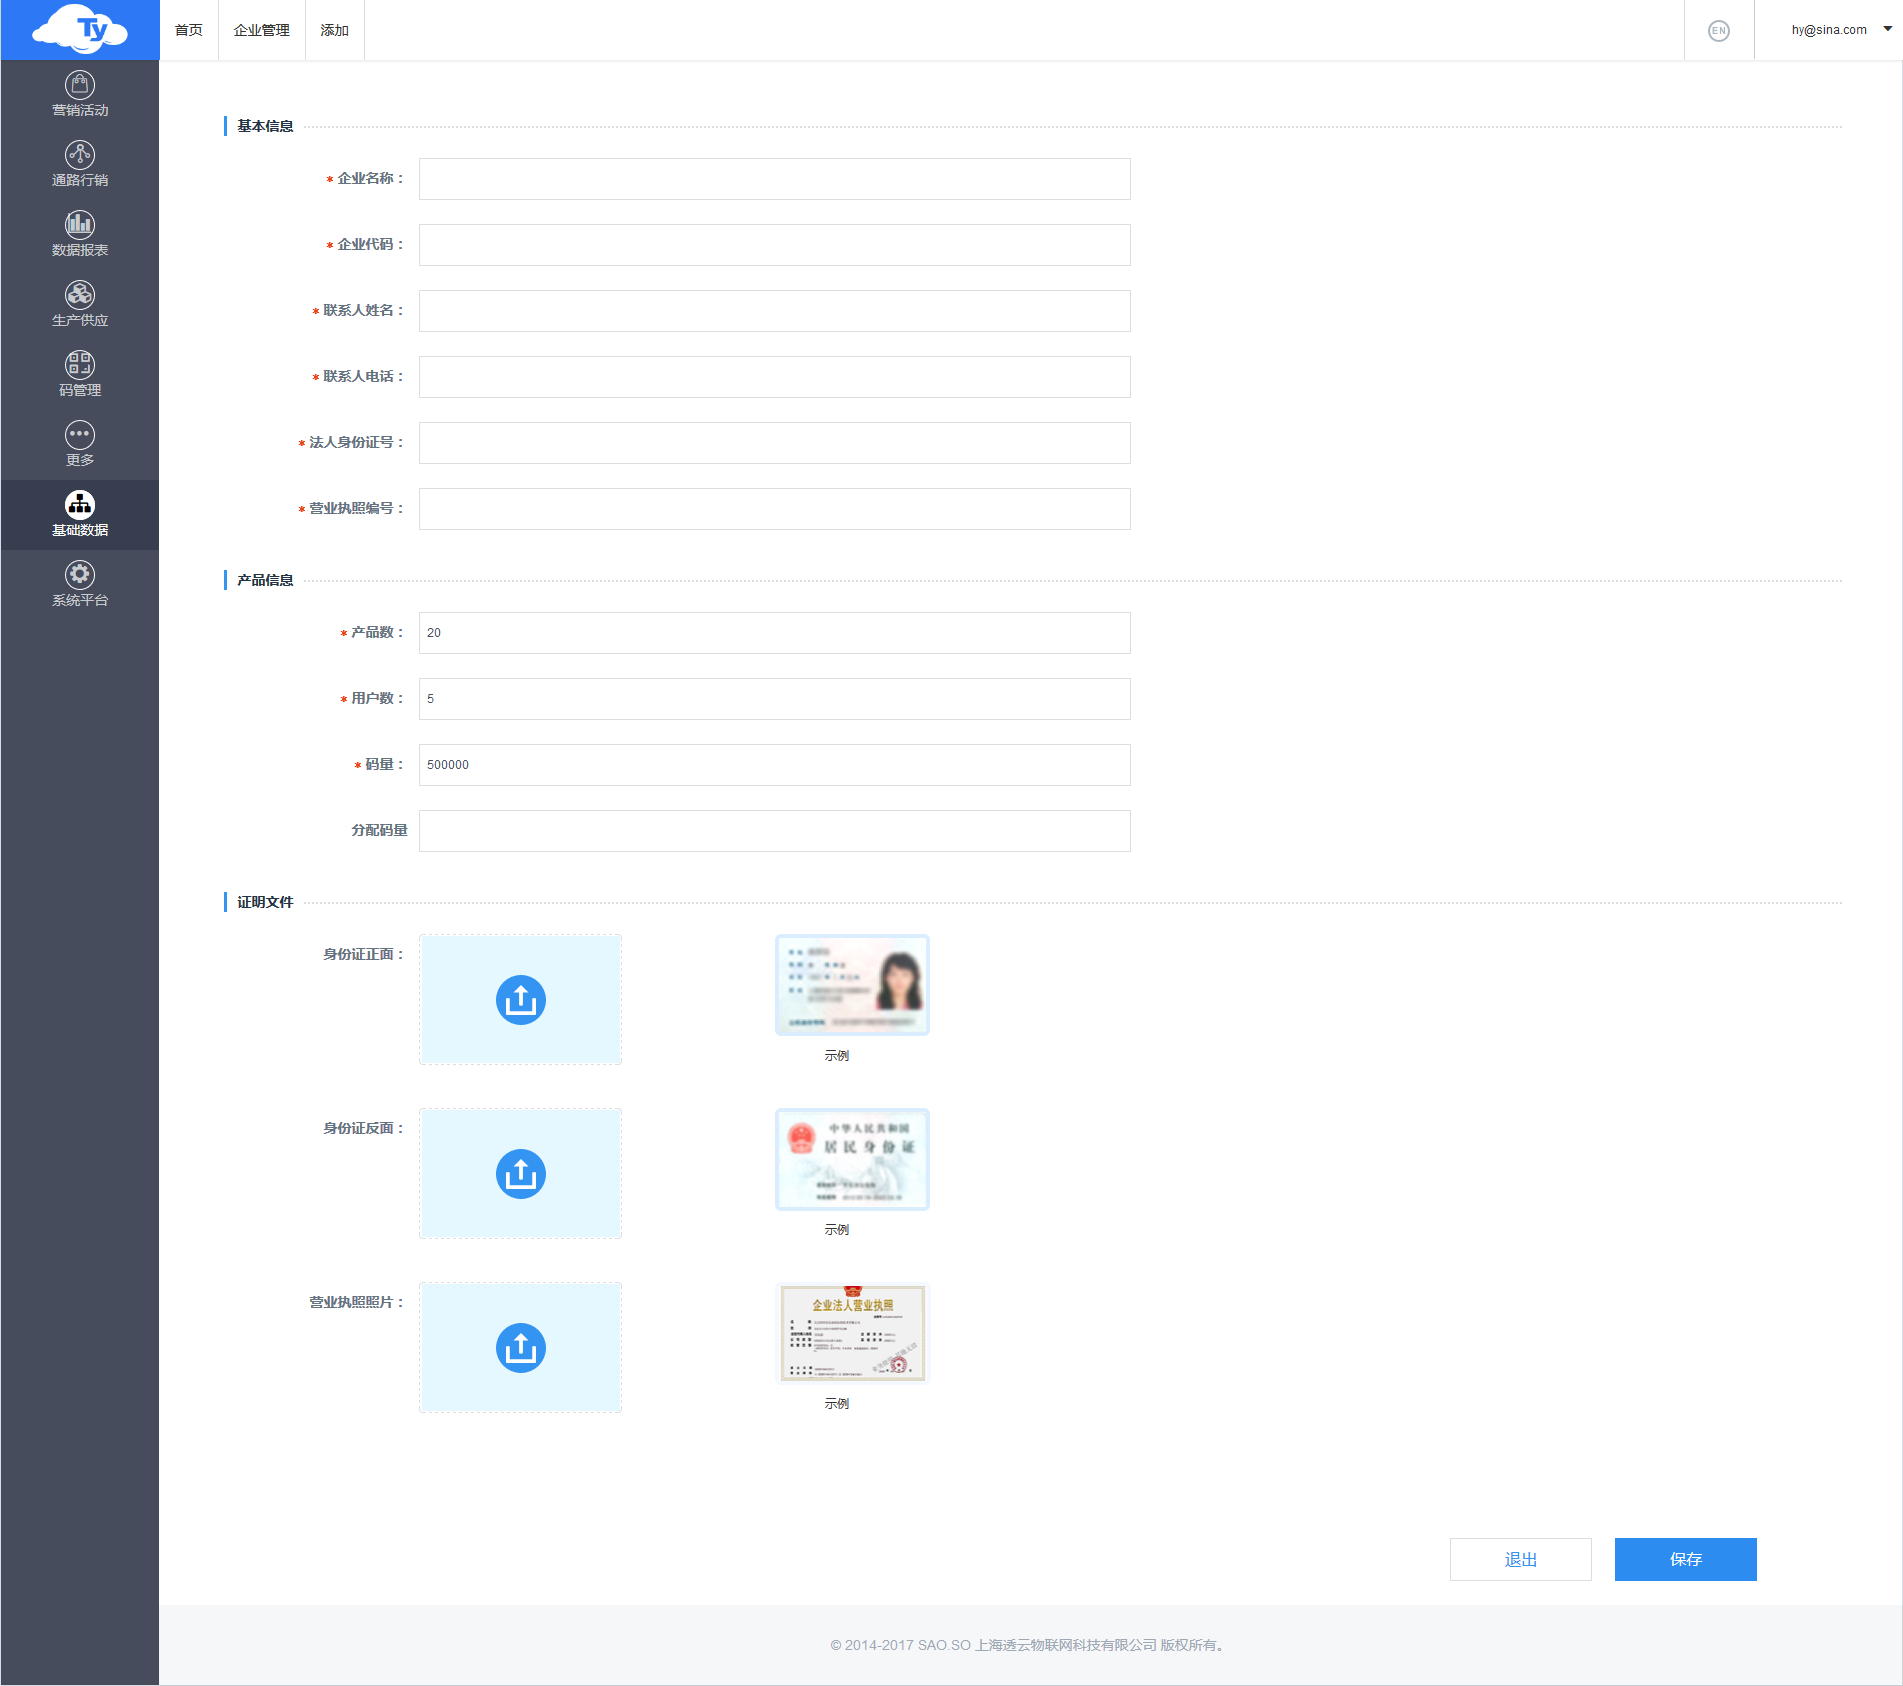 Ty
首页 企业管理 添加
EN
hy@sina.com
营销活动
通路行销
数据报表
生产供应
码管理
更多
基础数据
系统平台
基本信息
* 企业名称：
* 企业代码：
* 联系人姓名：
* 联系人电话：
* 法人身份证号：
* 营业执照编号：
产品信息
* 产品数： 20
* 用户数： 5
* 码量： 500000
分配码量
证明文件
身份证正面：
示例
身份证反面：
中华人民共和国
居民身份证
示例
营业执照照片：
企业法人营业执照
示例
退出 保存
© 2014-2017 SAO.SO 上海透云物联网科技有限公司 版权所有。